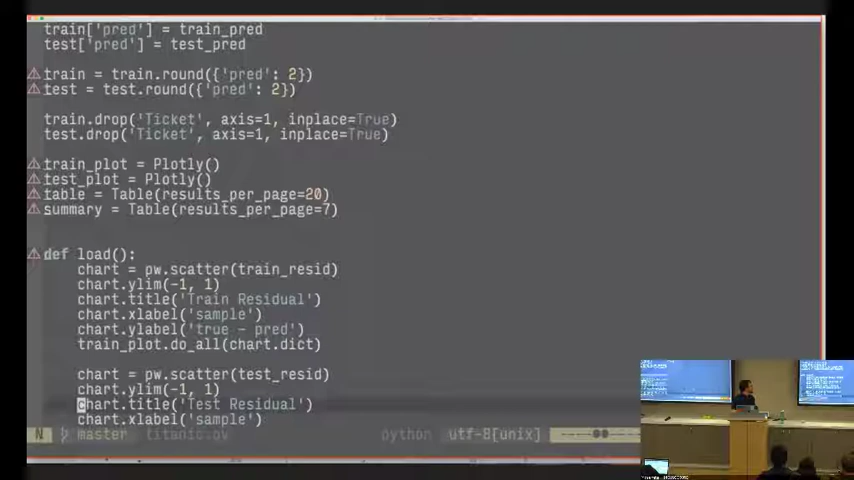 train['pred'] = train_pred
test['pred'] = test_pred
train = train.round({'pred': 2})
test = test.round({'pred': 2})
train.drop('Ticket', axis=1, inplace=True)
test.drop('Ticket', axis=1, inplace=True)
train_plot = Plotly()
test_plot = Plotly()
table = Table(results_per_page=20)
summary = Table(results_per_page=7)
def load():
chart = pw.scatter(train_resid)
chart.ylim(-1, 1)
chart.title('Train Residual')
chart.xlabel('sample')
chart.ylabel('true - pred')
train_plot.do_all(chart.dict)
chart = pw.scatter(test_resid)
chart.ylim(-1, 1)
chart.title('Test Residual')
chart.xlabel('sample')
N master titanic.py python utf-8[unix]